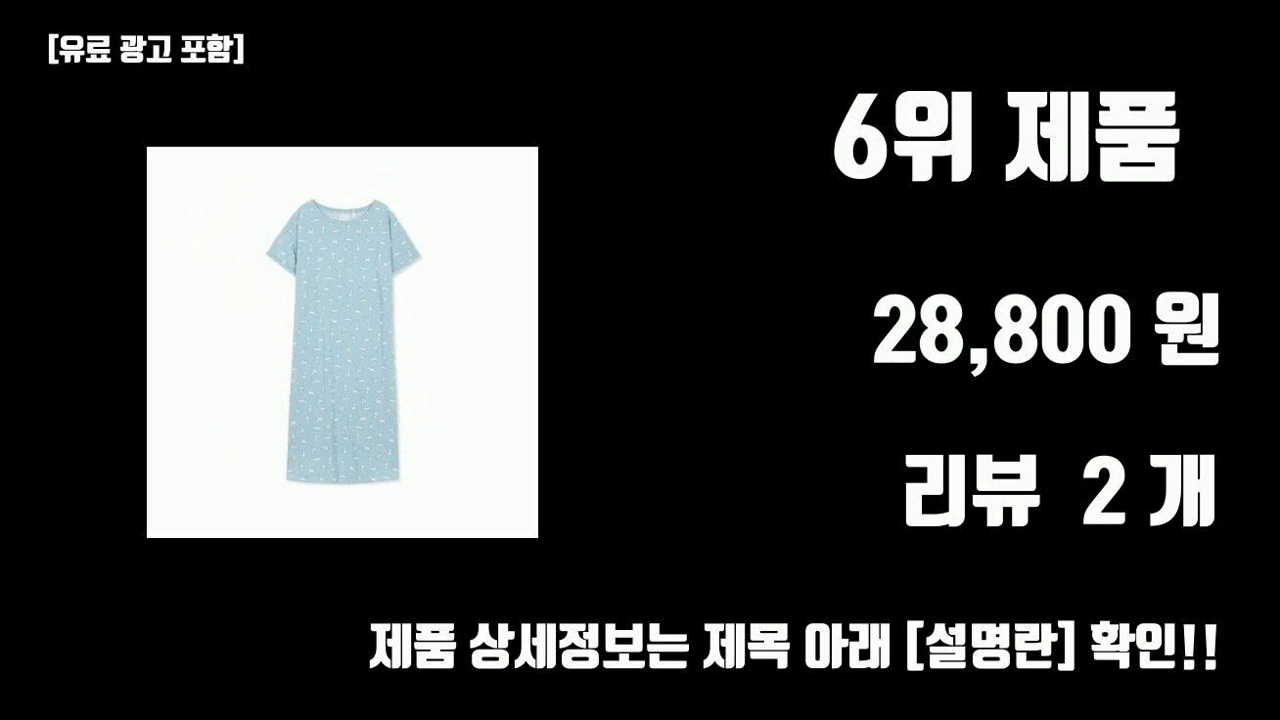 [유료 광고 포함]
6위 제품
28,800 원
리뷰 2 개
제품 상세정보는 제목 아래 [설명란] 확인!!